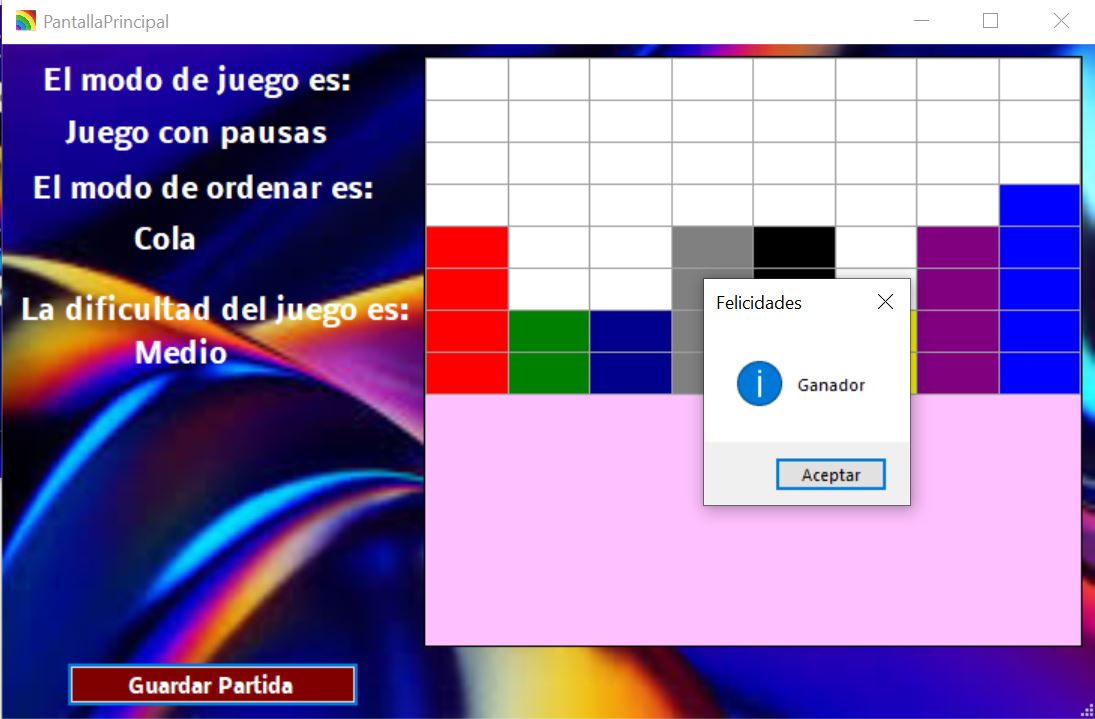 PantallaPrincipal
El modo de juego es:
Juego con pausas
El modo de ordenar es:
Cola
La dificultad del juego es:
Medio
Felicidades
Ganador
Aceptar
Guardar Partida